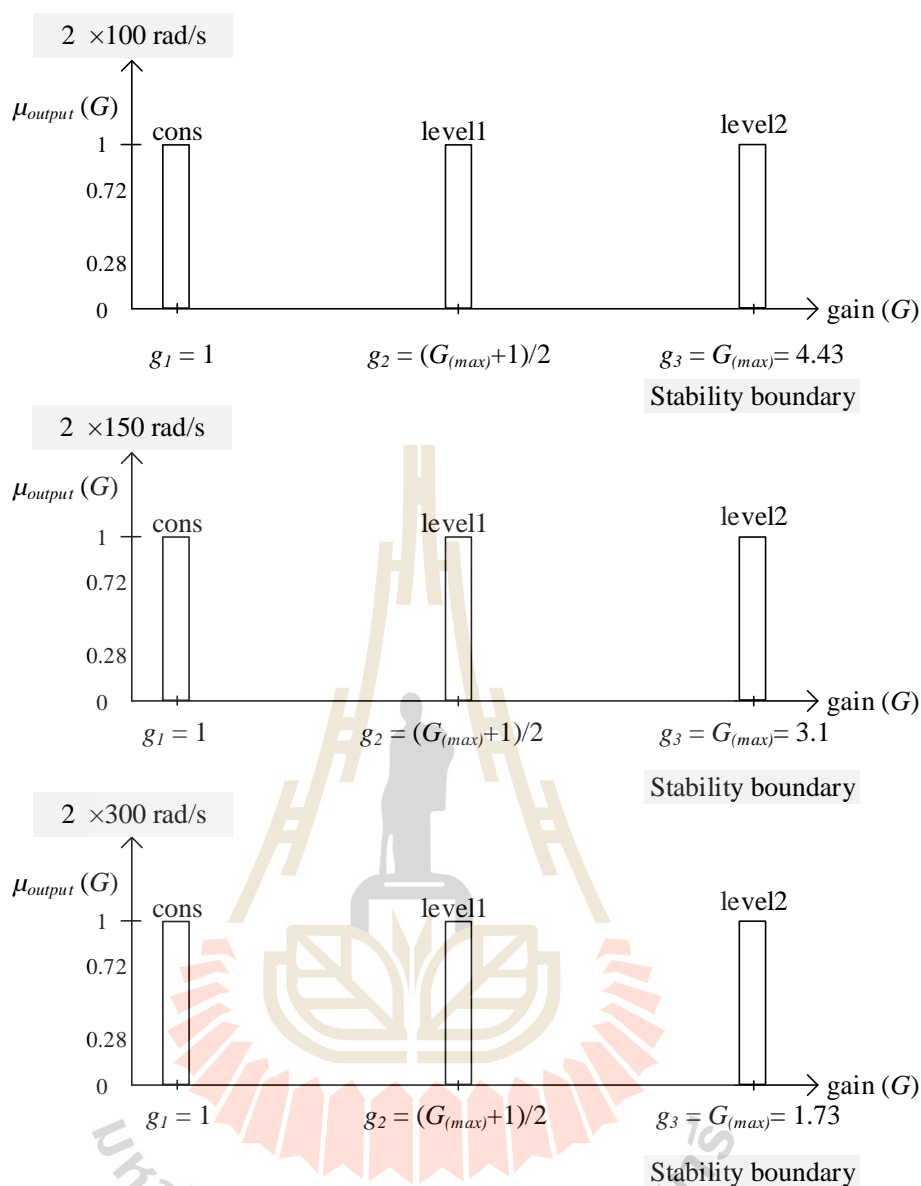 2 ×100 rad/s
μoutput (G)
cons
level1
level2
1
0.72
0.28
0
gain (G)
g1 = 1
g2 = (G(max)+1)/2
g3 = G(max)= 4.43
Stability boundary
2 ×150 rad/s
μoutput (G)
cons
level1
level2
1
0.72
0.28
0
gain (G)
g1 = 1
g2 = (G(max)+1)/2
g3 = G(max)= 3.1
Stability boundary
2 ×300 rad/s
μoutput (G)
cons
level1
level2
1
0.72
0.28
0
gain (G)
g1 = 1
g2 = (G(max)+1)/2
g3 = G(max)= 1.73
Stability boundary